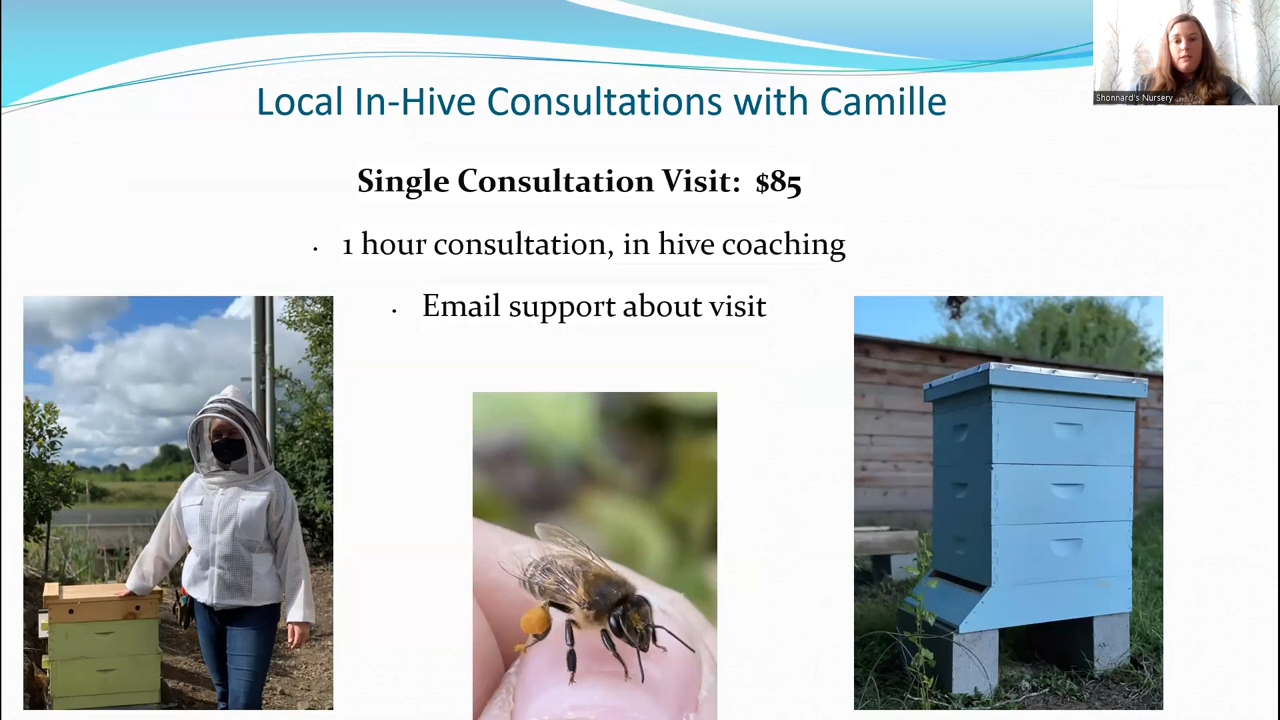 Local In-Hive Consultations with Camille
Shonnard's Nursery
Single Consultation Visit: $85
· 1 hour consultation, in hive coaching
· Email support about visit